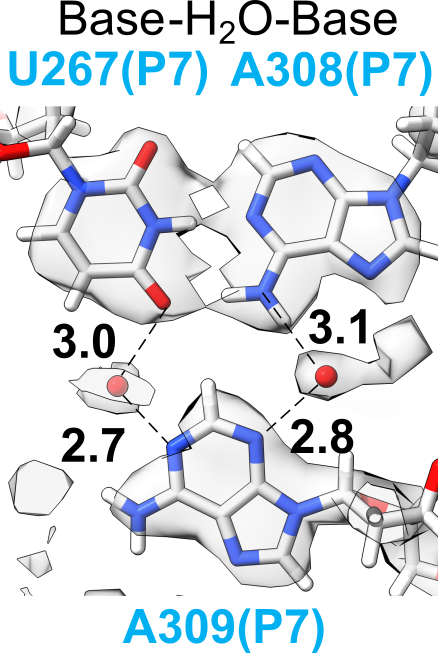 Base-H₂O-Base
U267(P7) A308(P7)
3.0
3.1
2.7
2.8
A309(P7)